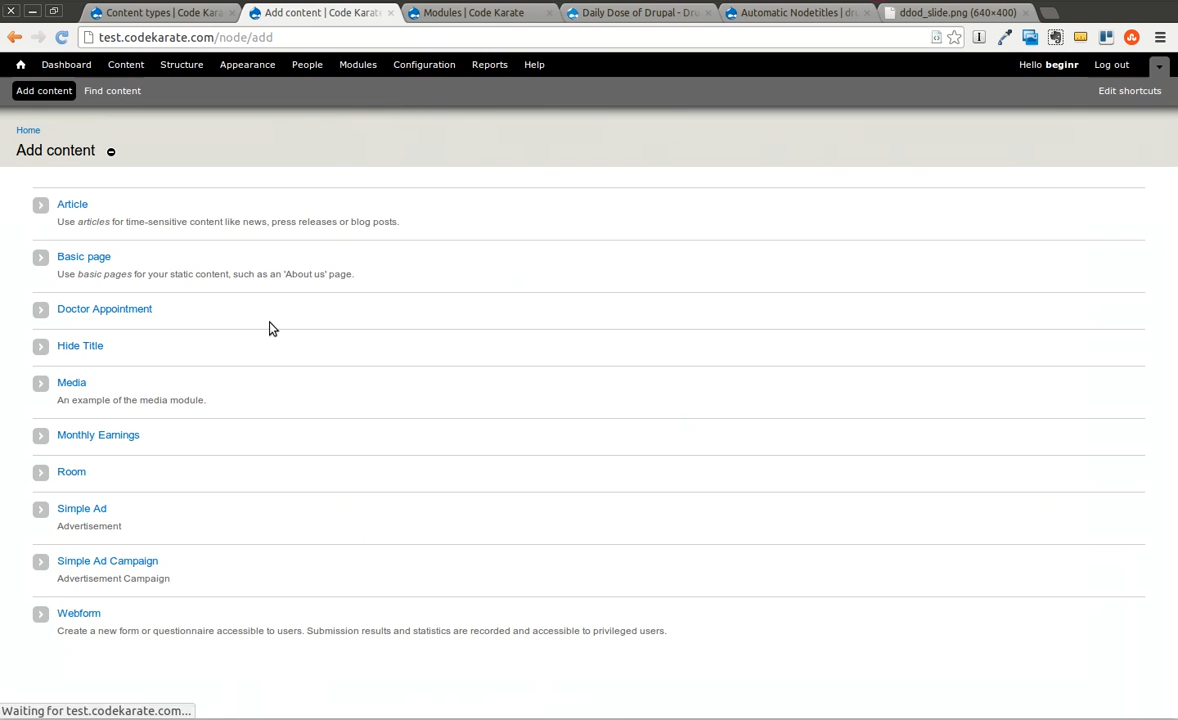 Content types | Code Kara
Add content | Code Karate
Modules | Code Karate
Daily Dose of Drupal - Dru
Automatic Nodetitles | dru
ddod_slide.png (640×400)
test.codekarate.com/node/add
Dashboard Content Structure Appearance People Modules Configuration Reports Help
Hello beginr Log out
Add content Find content
Edit shortcuts
Home
Add content
Article
Use articles for time-sensitive content like news, press releases or blog posts.
Basic page
Use basic pages for your static content, such as an 'About us' page.
Doctor Appointment
Hide Title
Media
An example of the media module.
Monthly Earnings
Room
Simple Ad
Advertisement
Simple Ad Campaign
Advertisement Campaign
Webform
Create a new form or questionnaire accessible to users. Submission results and statistics are recorded and accessible to privileged users.
Waiting for test.codekarate.com...